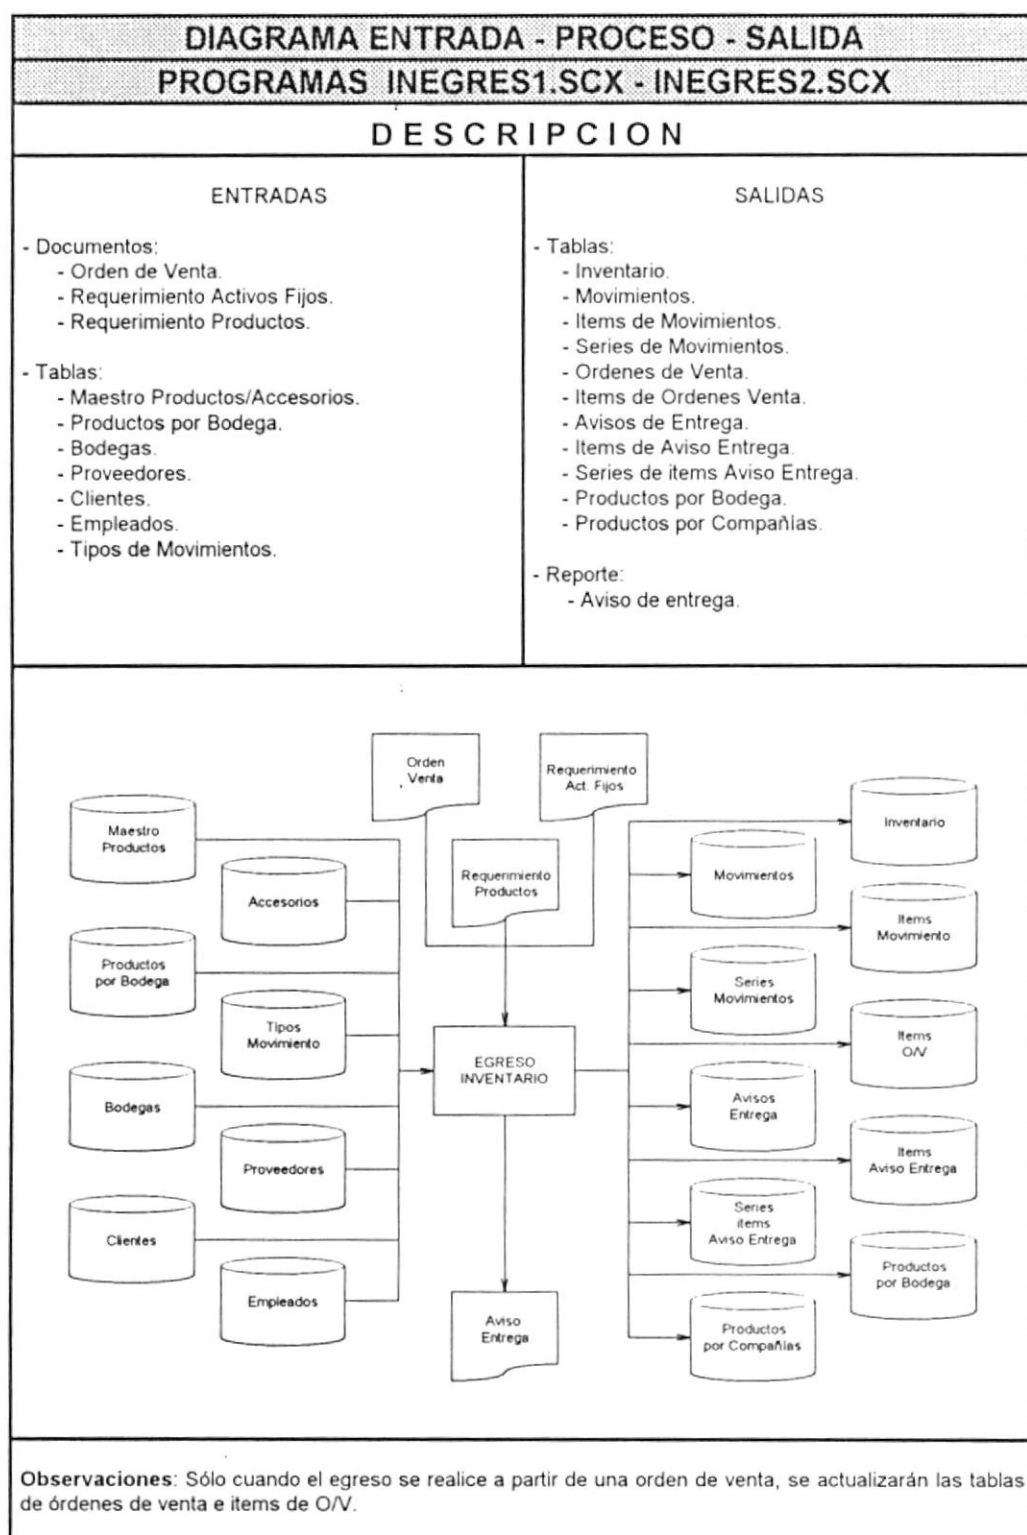 DIAGRAMA ENTRADA - PROCESO - SALIDA
PROGRAMAS INEGRES1.SCX - INEGRES2.SCX
DESCRIPCION
ENTRADAS
- Documentos:
- Orden de Venta.
- Requerimiento Activos Fijos.
- Requerimiento Productos.
- Tablas:
- Maestro Productos/Accesorios.
- Productos por Bodega.
- Bodegas.
- Proveedores.
- Clientes.
- Empleados.
- Tipos de Movimientos.
SALIDAS
- Tablas:
- Inventario.
- Movimientos.
- Items de Movimientos.
- Series de Movimientos.
- Ordenes de Venta.
- Items de Ordenes Venta.
- Avisos de Entrega.
- Items de Aviso Entrega.
- Series de items Aviso Entrega.
- Productos por Bodega.
- Productos por Compañías.
- Reporte:
- Aviso de entrega.
Orden
Venta
Requerimiento
Act. Fijos
Requerimiento
Productos
Maestro
Productos
Accesorios
Productos
por Bodega
Tipos
Movimiento
Bodegas
Proveedores
Clientes
Empleados
EGRESO
INVENTARIO
Aviso
Entrega
Inventario
Movimientos
Items
Movimiento
Series
Movimientos
Items
O/V
Avisos
Entrega
Items
Aviso Entrega
Series
items
Aviso Entrega
Productos
por Bodega
Productos
por Compañías
Observaciones: Sólo cuando el egreso se realice a partir de una orden de venta, se actualizarán las tablas
de órdenes de venta e items de O/V.